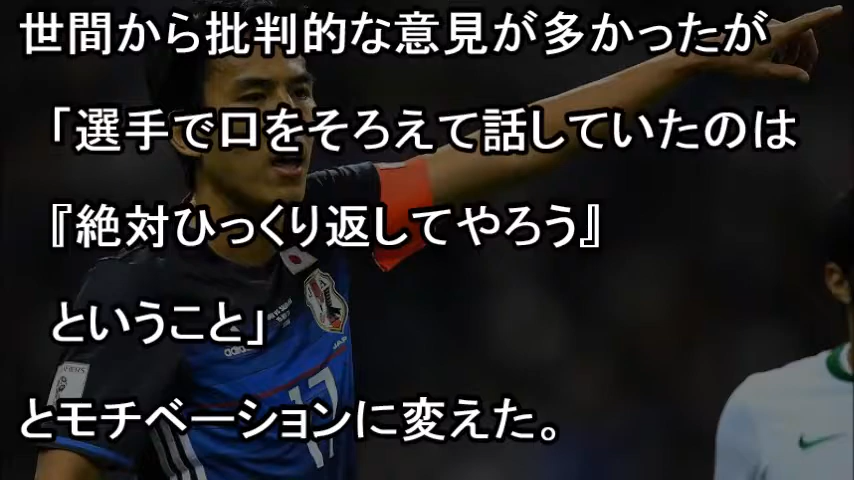 世間から批判的な意見が多かったが
「選手で口をそろえて話していたのは
『絶対ひっくり返してやろう』
ということ」
とモチベーションに変えた。
adidas
JAPAN
17